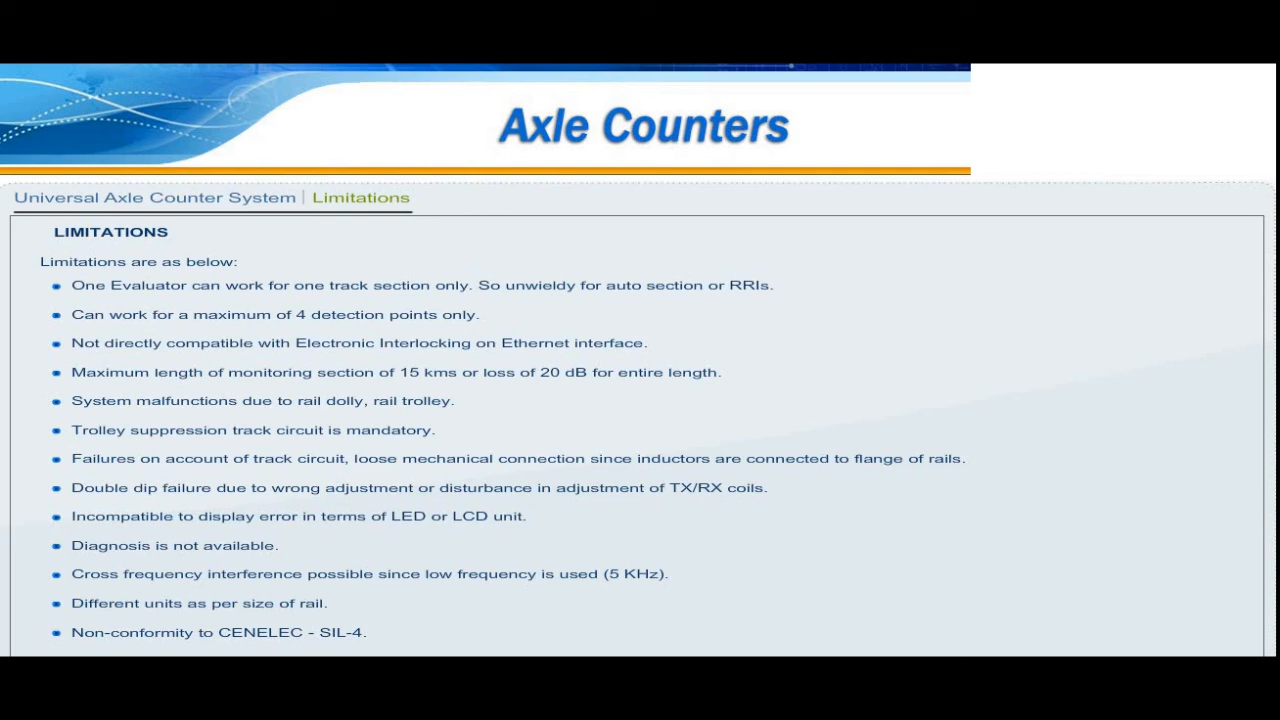 Axle Counters
Universal Axle Counter System | Limitations
LIMITATIONS
Limitations are as below:
One Evaluator can work for one track section only. So unwieldy for auto section or RRIs.
Can work for a maximum of 4 detection points only.
Not directly compatible with Electronic Interlocking on Ethernet interface.
Maximum length of monitoring section of 15 kms or loss of 20 dB for entire length.
System malfunctions due to rail dolly, rail trolley.
Trolley suppression track circuit is mandatory.
Failures on account of track circuit, loose mechanical connection since inductors are connected to flange of rails.
Double dip failure due to wrong adjustment or disturbance in adjustment of TX/RX coils.
Incompatible to display error in terms of LED or LCD unit.
Diagnosis is not available.
Cross frequency interference possible since low frequency is used (5 KHz).
Different units as per size of rail.
Non-conformity to CENELEC - SIL-4.